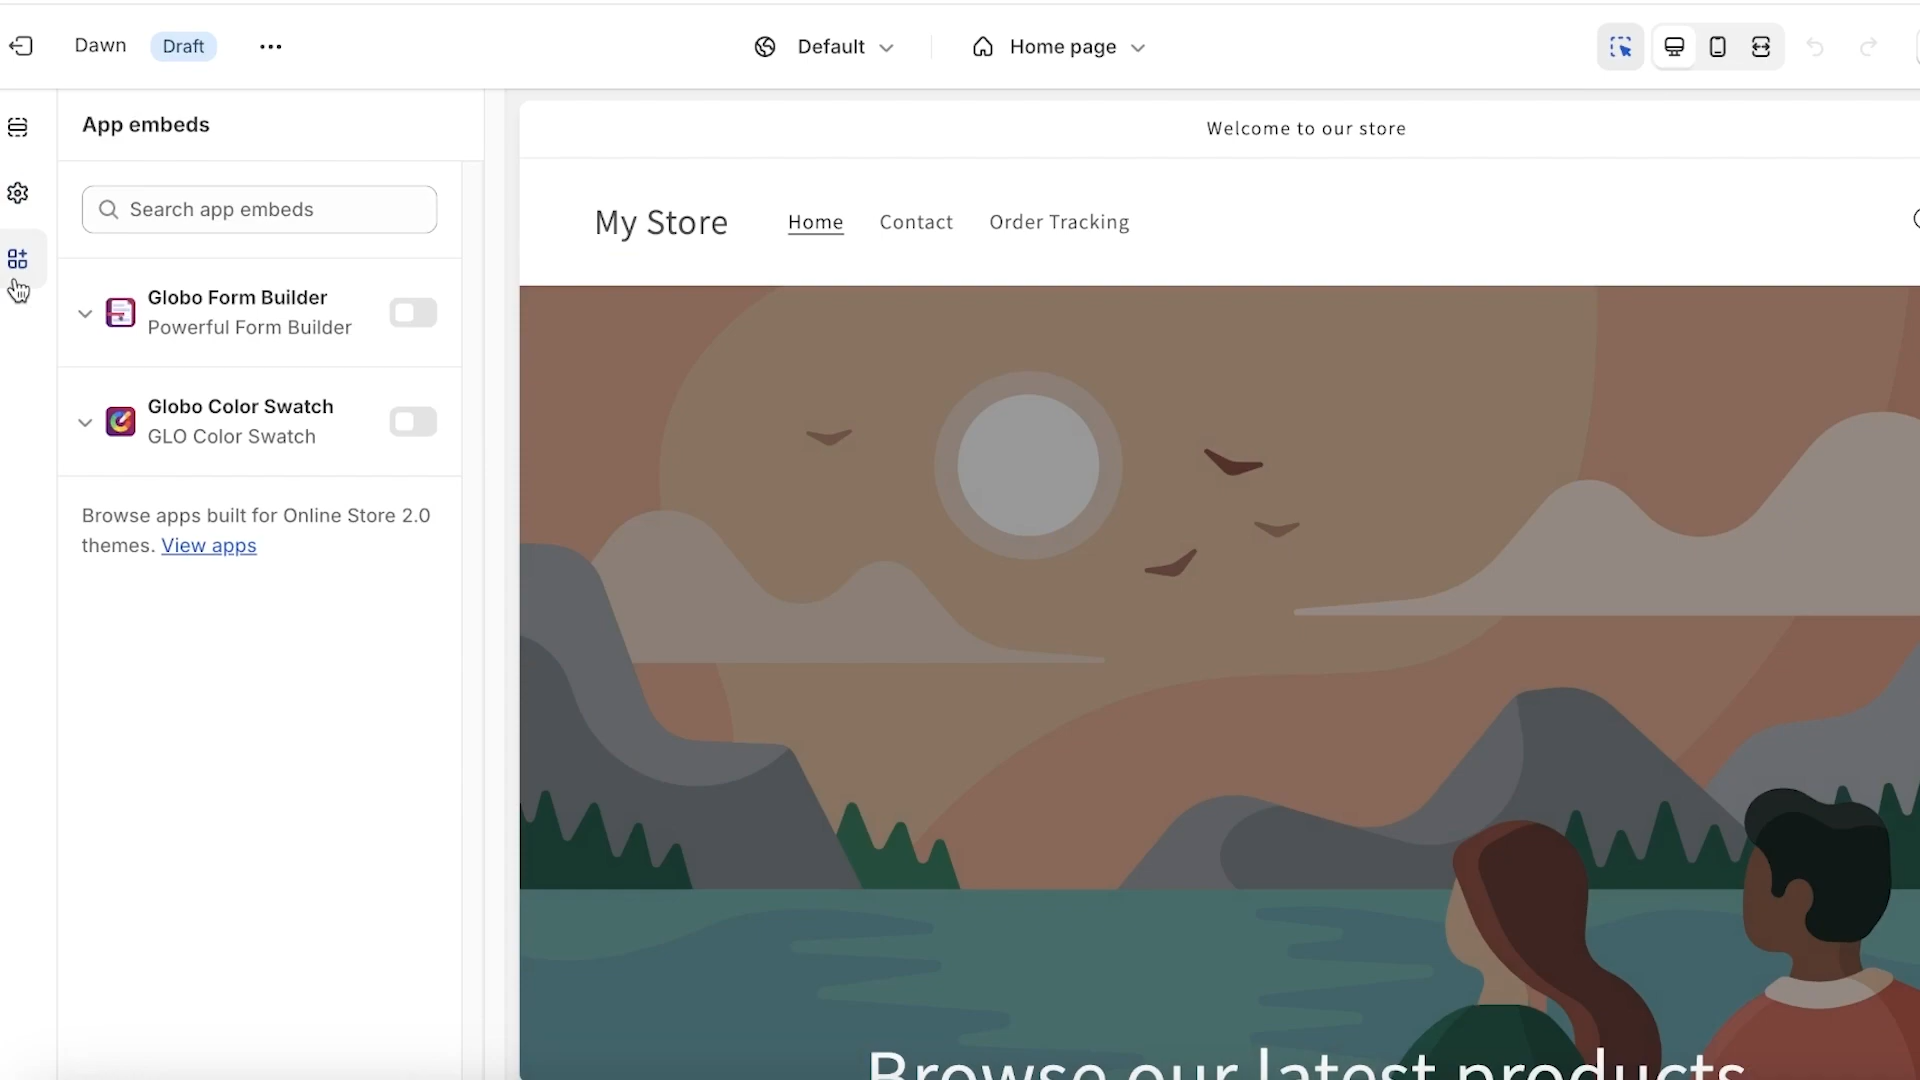 Dawn
Draft
Default
Home page
App embeds
Search app embeds
Globo Form Builder
Powerful Form Builder
Globo Color Swatch
GLO Color Swatch
Browse apps built for Online Store 2.0
themes. View apps
Welcome to our store
My Store
Home
Contact
Order Tracking
Browse our latest products